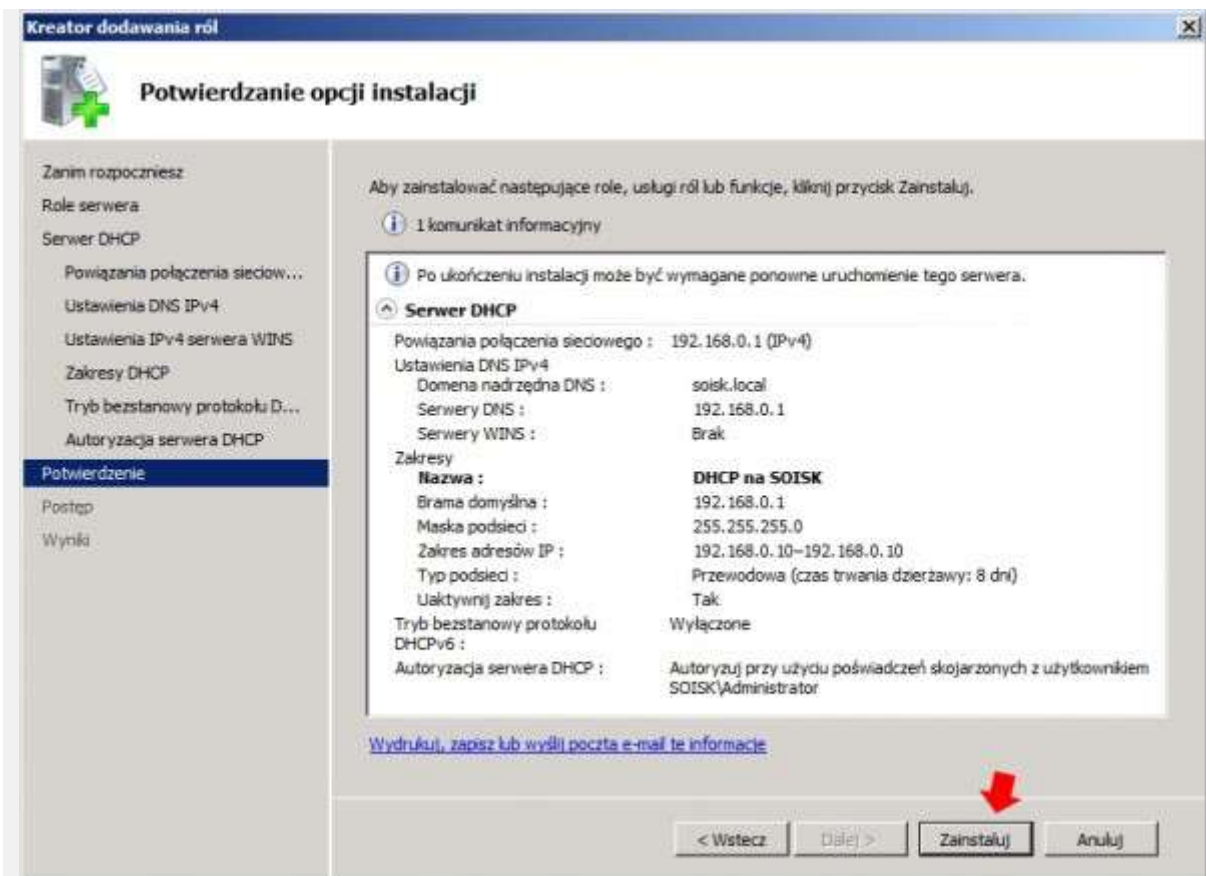 Kreator dodawania ról
Potwierdzanie opcji instalacji
Zanim rozpoczniesz
Role serwera
Serwer DHCP
Powiązania połączenia sieciow...
Ustawienia DNS IPv4
Ustawienia IPv4 serwera WINS
Zakresy DHCP
Tryb bezstanowy protokołu D...
Autoryzacja serwera DHCP
Potwierdzenie
Postęp
Wyniki
Aby zainstalować następujące role, usługi ról lub funkcje, kliknij przycisk Zainstaluj.
1 komunikat informacyjny
Po ukończeniu instalacji może być wymagane ponowne uruchomienie tego serwera.
Serwer DHCP
Powiązania połączenia sieciowego : 192.168.0.1 (IPv4)
Ustawienia DNS IPv4
Domena nadrzędna DNS : soisk.local
Serwery DNS : 192.168.0.1
Serwery WINS : Brak
Zakresy
Nazwa : DHCP na SOISK
Brama domyślna : 192.168.0.1
Maska podsieci : 255.255.255.0
Zakres adresów IP : 192.168.0.10–192.168.0.10
Typ podsieci : Przewodowa (czas trwania dzierżawy: 8 dni)
Uaktywnij zakres : Tak
Tryb bezstanowy protokołu Wyłączone
DHCPv6 :
Autoryzacja serwera DHCP : Autoryzuj przy użyciu poświadczeń skojarzonych z użytkownikiem
SOISK\Administrator
Wydrukuj, zapisz lub wyślij poczta e-mail te informacje
< Wstecz Dalej > Zainstaluj Anuluj